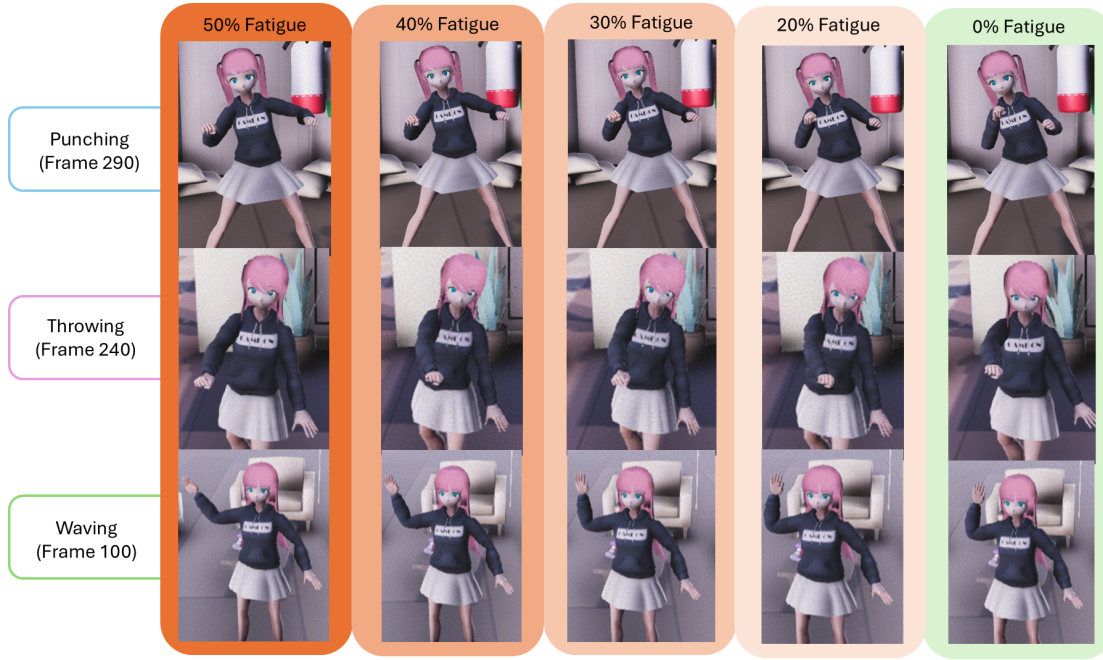 50% Fatigue
40% Fatigue
30% Fatigue
20% Fatigue
0% Fatigue
Punching
(Frame 290)
Throwing
(Frame 240)
Waving
(Frame 100)